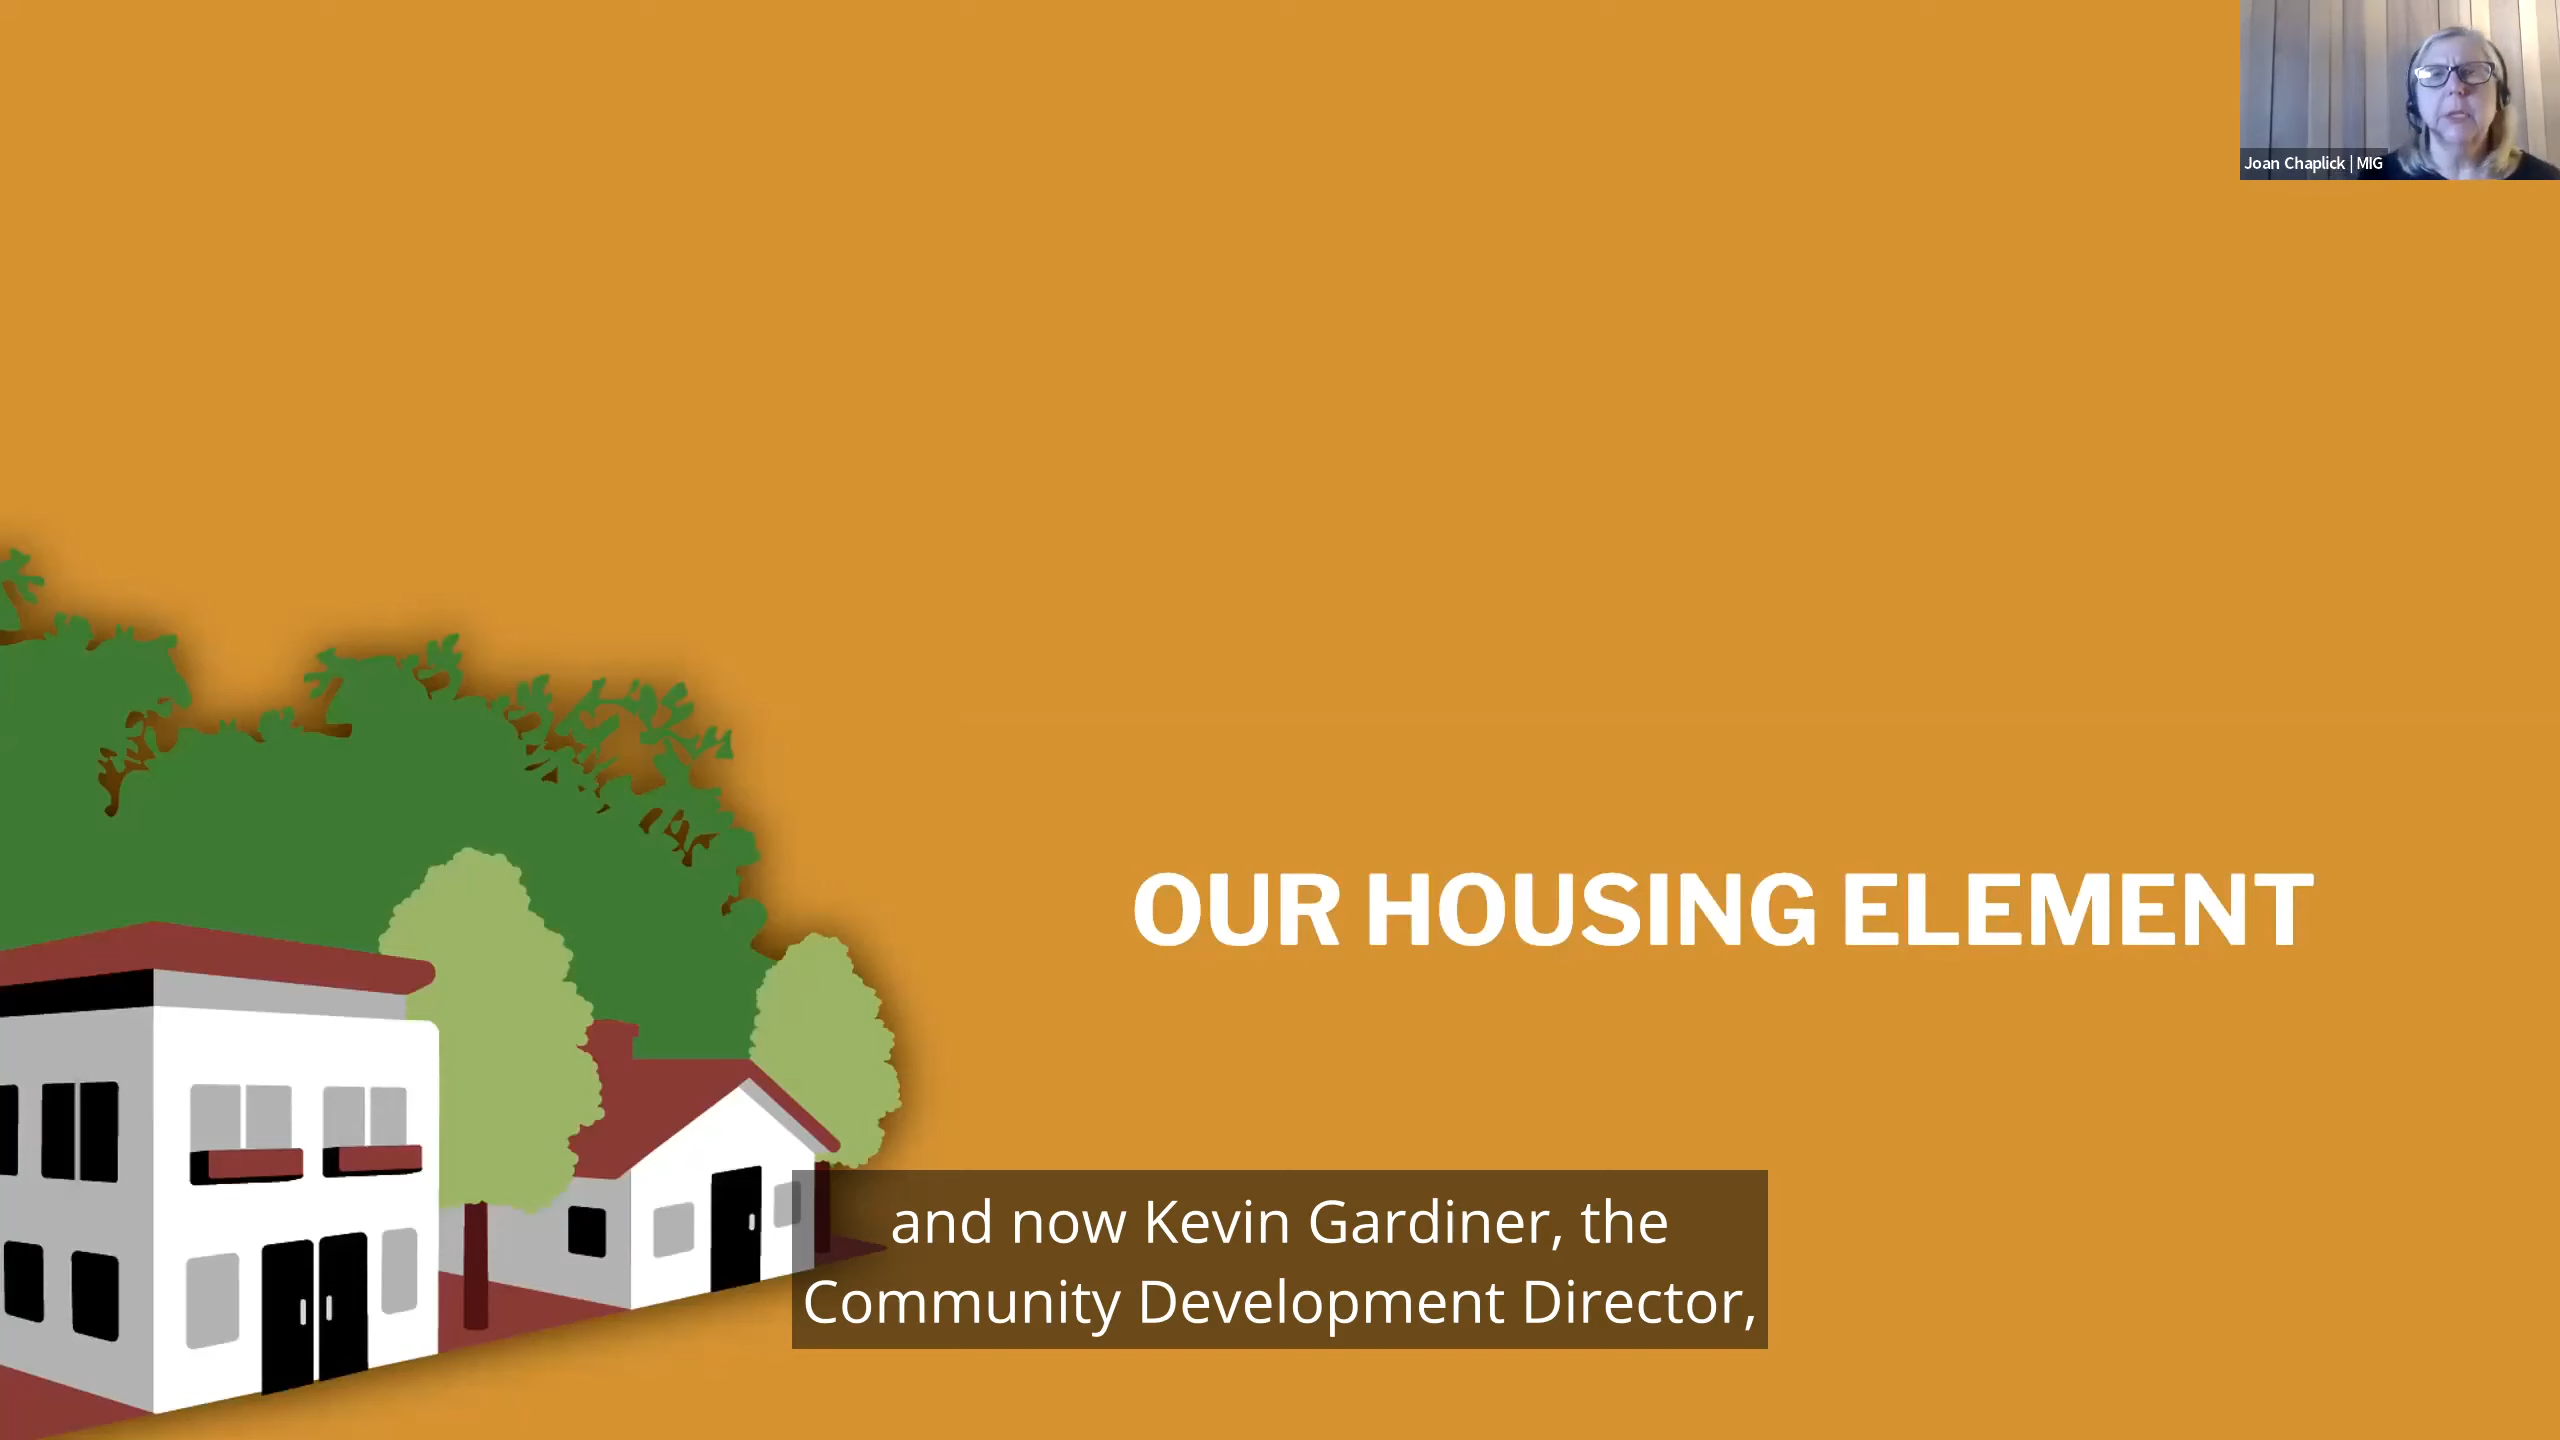 Joan Chaplick | MIG
OUR HOUSING ELEMENT
and now Kevin Gardiner, the
Community Development Director,